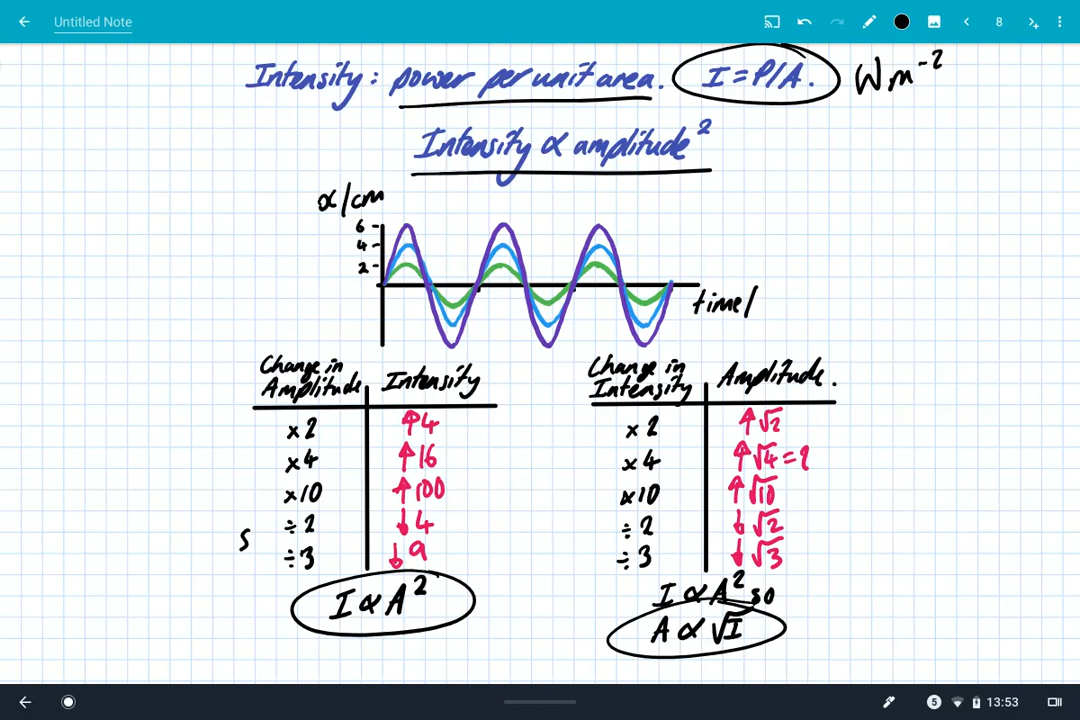 Untitled Note
8
Intensity: power per unit area. I = P/A. Wm⁻²
Intensity ∝ amplitude²
x/cm
6
4
2
time/
Change in Amplitude Intensity
×2 ↑4
×4 ↑16
×10 ↑100
÷2 ↓4
÷3 ↓9
S
I ∝ A²
Change in Intensity Amplitude.
×2 ↑√2
×4 ↑√4 = 2
×10 ↑√10
÷2 ↓√2
÷3 ↓√3
I ∝ A² so
A ∝ √I
5 13:53